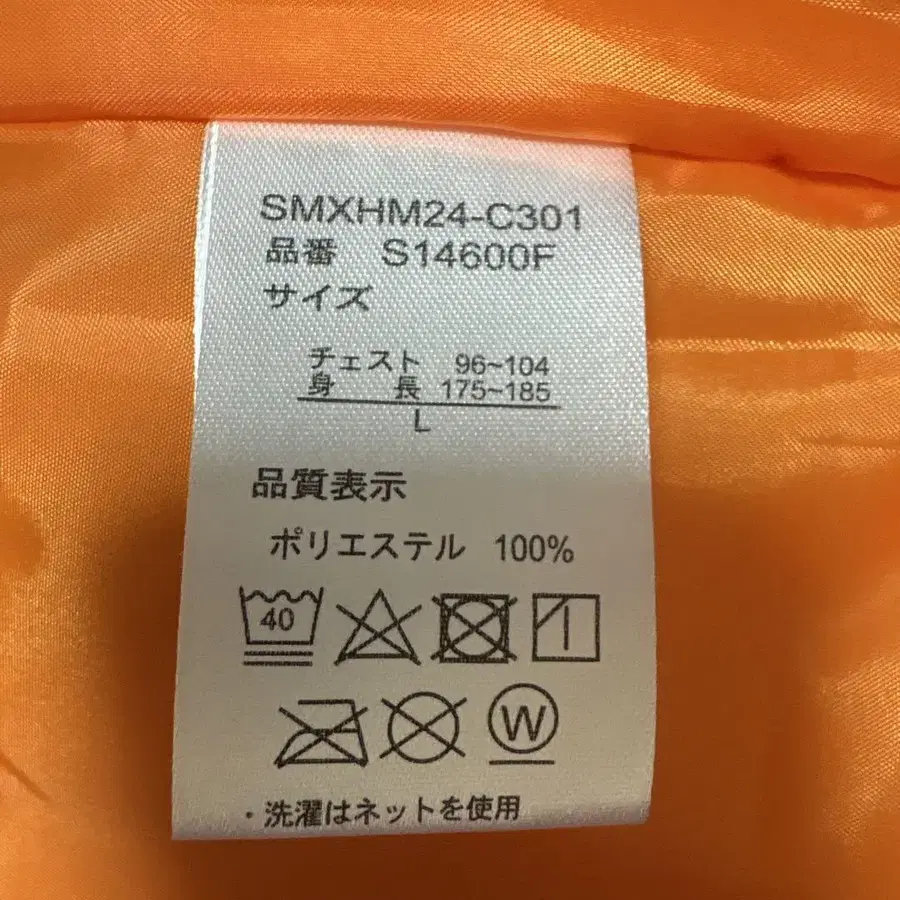 SMXHM24-C301
品番 S14600F
サイズ
チェスト 96~104
身長 175~185
L
品質表示
ポリエステル 100%
40
W
・洗濯はネットを使用